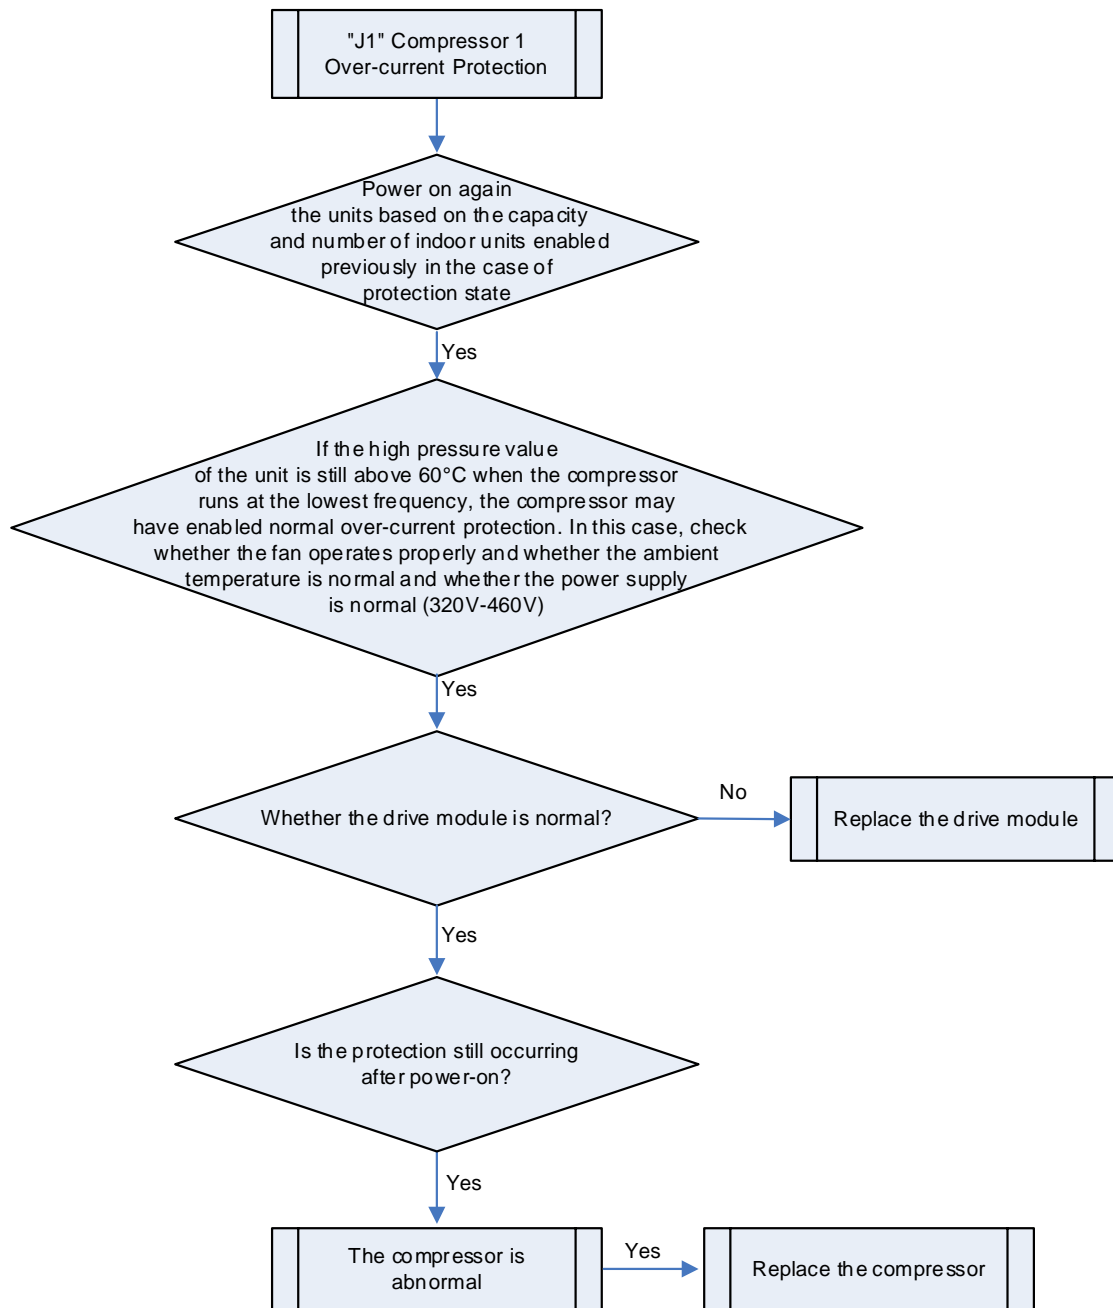 "J1" Compressor 1
Over-current Protection
Power on again
the units based on the capacity
and number of indoor units enabled
previously in the case of
protection state
Yes
If the high pressure value
of the unit is still above 60°C when the compressor
runs at the lowest frequency, the compressor may
have enabled normal over-current protection. In this case, check
whether the fan operates properly and whether the ambient
temperature is normal and whether the power supply
is normal (320V-460V)
Yes
Whether the drive module is normal?
No
Replace the drive module
Yes
Is the protection still occurring
after power-on?
Yes
The compressor is
abnormal
Yes
Replace the compressor